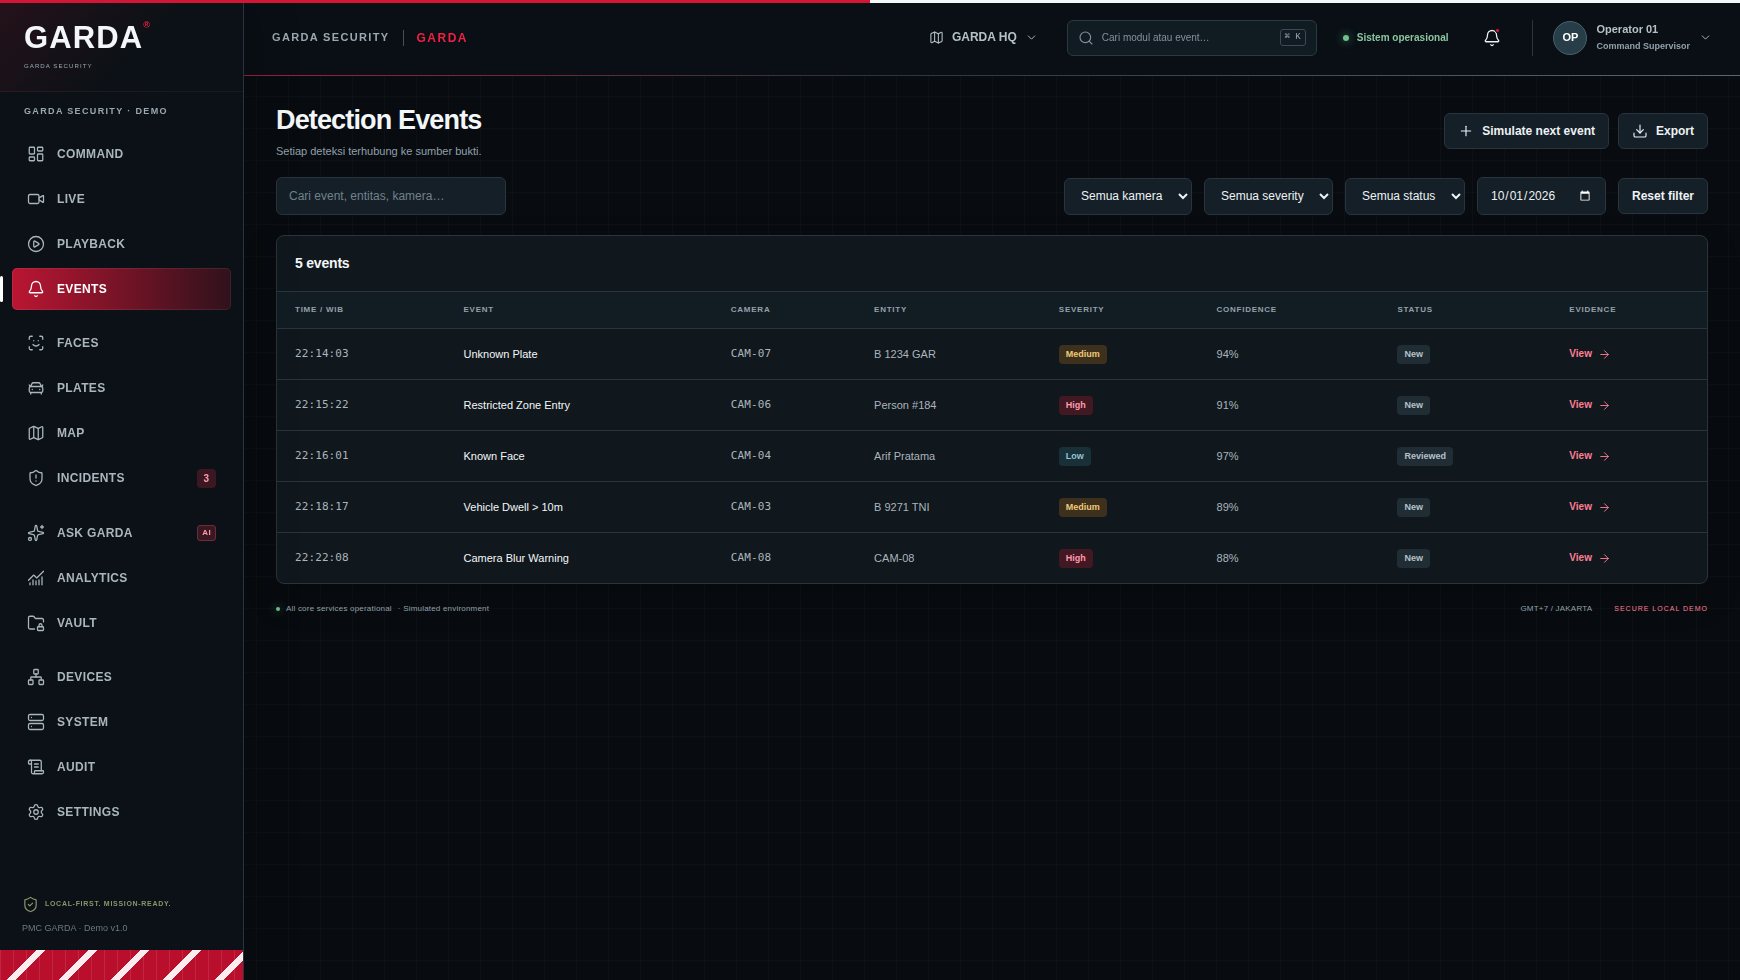 GARDA®
GARDA SECURITY
GARDA SECURITY · DEMO
COMMAND
LIVE
PLAYBACK
EVENTS
FACES
PLATES
MAP
INCIDENTS 3
ASK GARDA AI
ANALYTICS
VAULT
DEVICES
SYSTEM
AUDIT
SETTINGS
LOCAL-FIRST. MISSION-READY.
PMC GARDA · Demo v1.0
GARDA SECURITY GARDA
GARDA HQ
Cari modul atau event… ⌘ K
Sistem operasional
OP
Operator 01
Command Supervisor
Detection Events
Setiap deteksi terhubung ke sumber bukti.
Simulate next event
Export
Cari event, entitas, kamera…
Semua kamera
Semua severity
Semua status
10/01/2026
Reset filter
5 events
TIME / WIB EVENT CAMERA ENTITY SEVERITY CONFIDENCE STATUS EVIDENCE
22:14:03 Unknown Plate CAM-07 B 1234 GAR Medium 94% New View →
22:15:22 Restricted Zone Entry CAM-06 Person #184 High 91% New View →
22:16:01 Known Face CAM-04 Arif Pratama Low 97% Reviewed View →
22:18:17 Vehicle Dwell > 10m CAM-03 B 9271 TNI Medium 89% New View →
22:22:08 Camera Blur Warning CAM-08 CAM-08 High 88% New View →
All core services operational · Simulated environment
GMT+7 / JAKARTA SECURE LOCAL DEMO